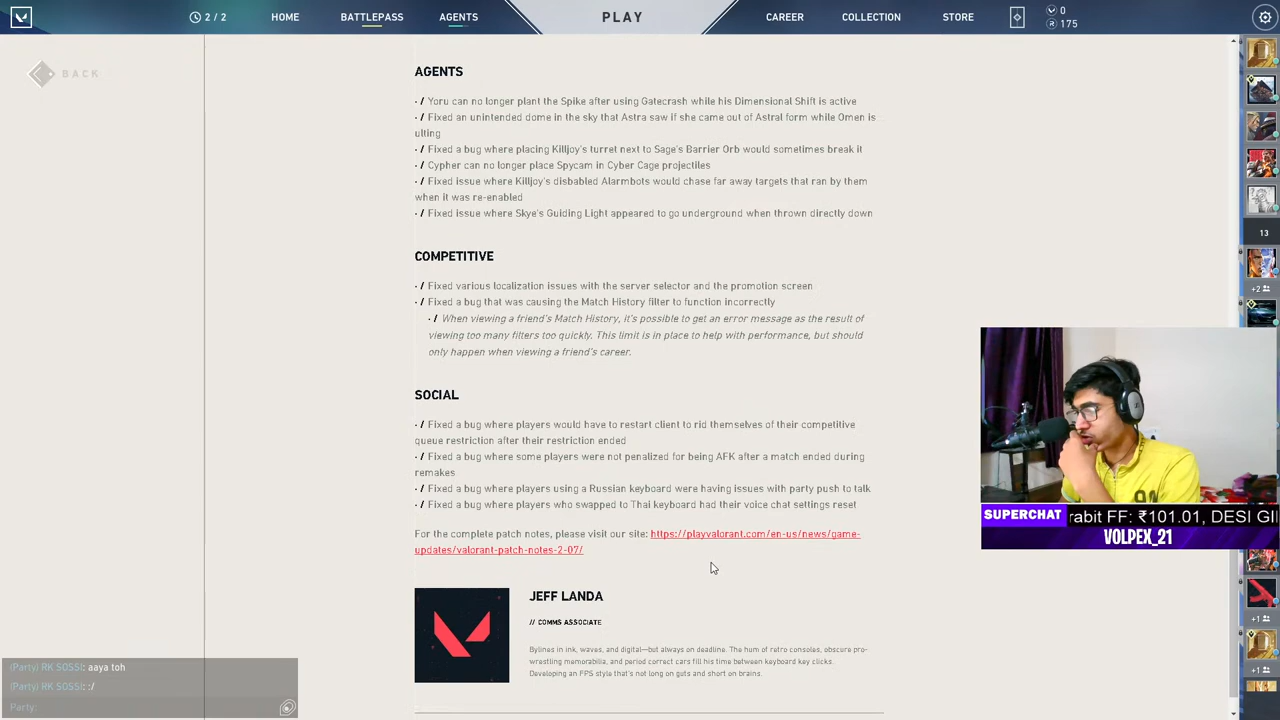 2 / 2
HOME
BATTLEPASS
AGENTS
PLAY
CAREER
COLLECTION
STORE
0
R 175
BACK
AGENTS
· / Yoru can no longer plant the Spike after using Gatecrash while his Dimensional Shift is active
· / Fixed an unintended dome in the sky that Astra saw if she came out of Astral form while Omen is
ulting
· / Fixed a bug where placing Killjoy's turret next to Sage's Barrier Orb would sometimes break it
· / Cypher can no longer place Spycam in Cyber Cage projectiles
· / Fixed issue where Killjoy's disbabled Alarmbots would chase far away targets that ran by them
when it was re-enabled
· / Fixed issue where Skye's Guiding Light appeared to go underground when thrown directly down
13
COMPETITIVE
· / Fixed various localization issues with the server selector and the promotion screen
+2
· / Fixed a bug that was causing the Match History filter to function incorrectly
· / When viewing a friend's Match History, it's possible to get an error message as the result of
viewing too many filters too quickly. This limit is in place to help with performance, but should
only happen when viewing a friend's career.
SOCIAL
· / Fixed a bug where players would have to restart client to rid themselves of their competitive
queue restriction after their restriction ended
· / Fixed a bug where some players were not penalized for being AFK after a match ended during
remakes
· / Fixed a bug where players using a Russian keyboard were having issues with party push to talk
· / Fixed a bug where players who swapped to Thai keyboard had their voice chat settings reset
SUPERCHAT
rabit FF: ₹101.01, DESI GI
VOLPEX_21
For the complete patch notes, please visit our site: https://playvalorant.com/en-us/news/game-
updates/valorant-patch-notes-2-07/
JEFF LANDA
// COMMS ASSOCIATE
+1
Bylines in ink, waves, and digital—but always on deadline. The hum of retro consoles, obscure pro-
wrestling memorabilia, and period correct cars fill his time between keyboard key clicks.
Developing an FPS style that's not long on guts and short on brains.
+1
(Party) RK SOSS!: aaya toh
(Party) RK SOSS!: :/
Party: